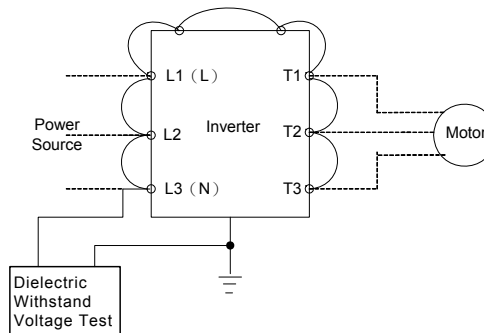 L1（L） T1
Power
Source
L2 Inverter T2 Motor
L3（N） T3
Dielectric
Withstand
Voltage Test